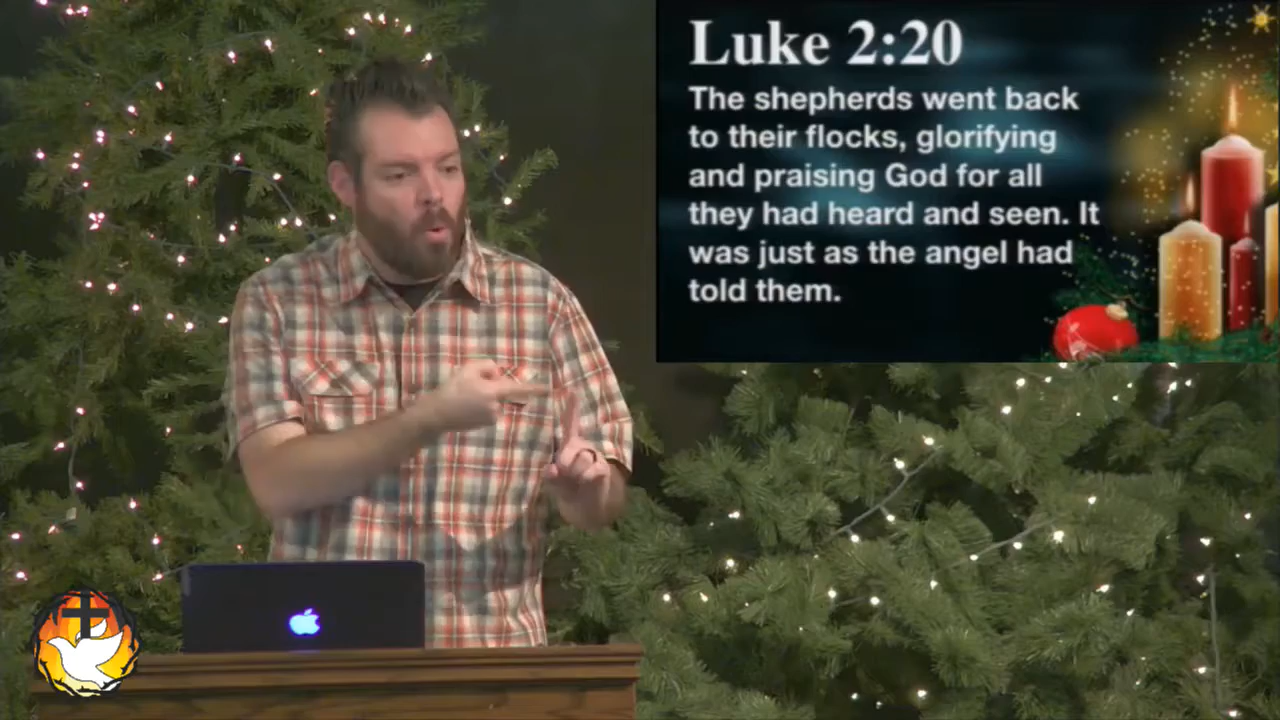 Luke 2:20
The shepherds went back
to their flocks, glorifying
and praising God for all
they had heard and seen. It
was just as the angel had
told them.